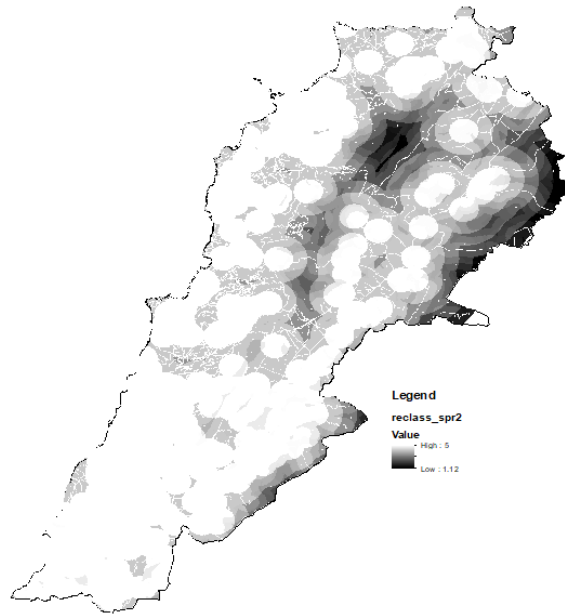 Legend
reclass_spr2
Value
High : 5
Low : 1.12